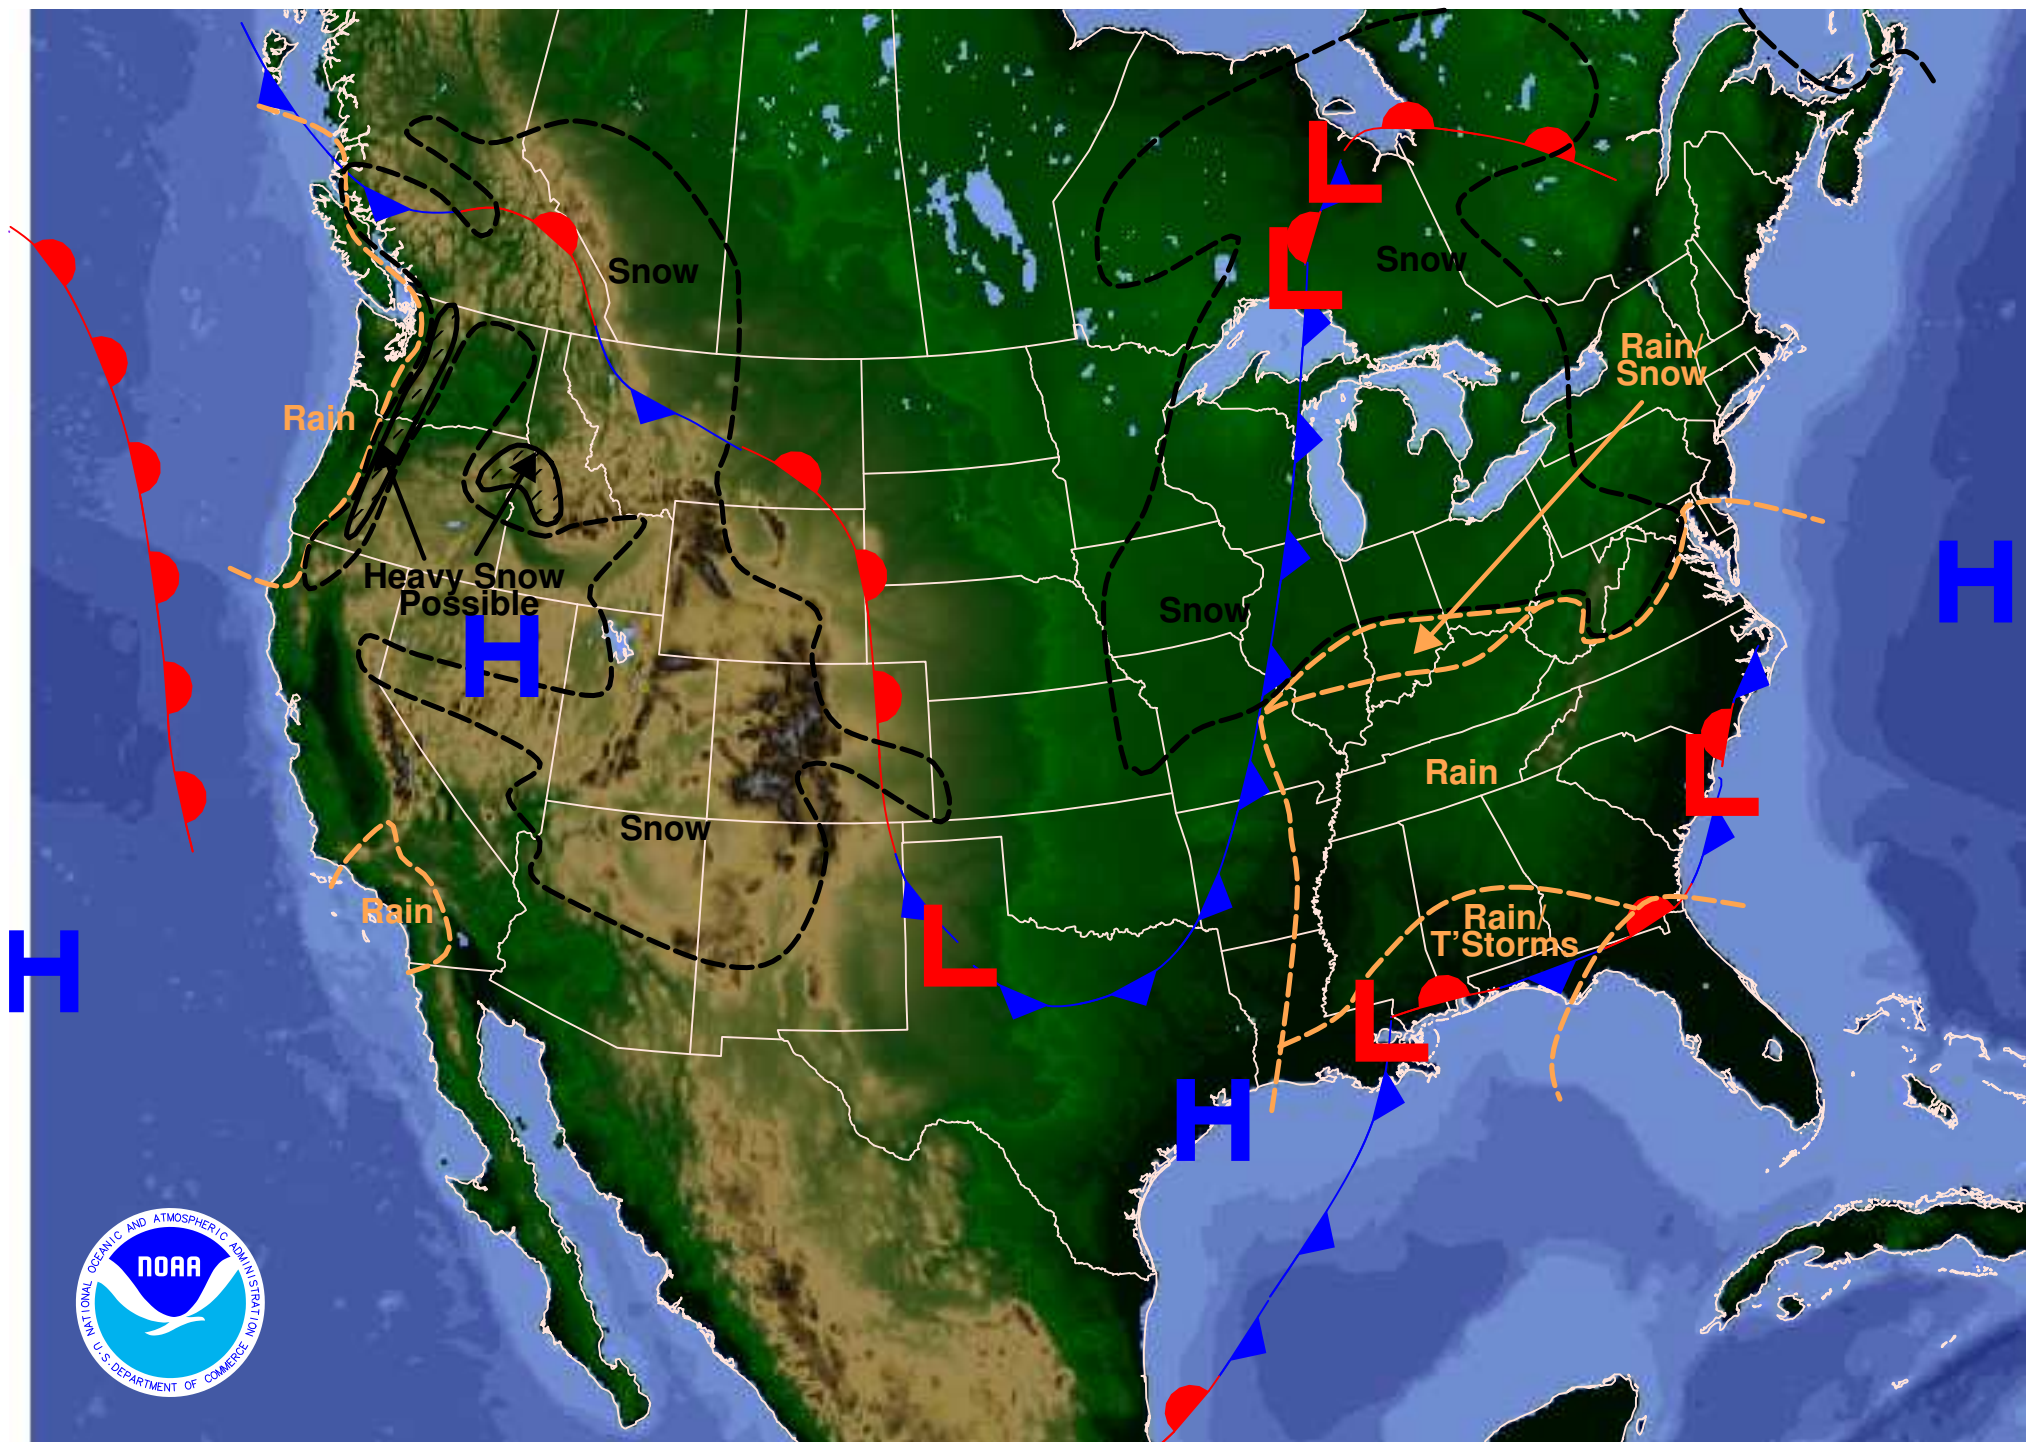 Snow
Snow
Rain/
Snow
Rain
Heavy Snow
Possible
Snow
H
H
L
L
Rain
Snow
L
Rain
Rain/
T'Storms
L
L
H
H
NOAA
NATIONAL OCEANIC AND ATMOSPHERIC ADMINISTRATION
U.S. DEPARTMENT OF COMMERCE